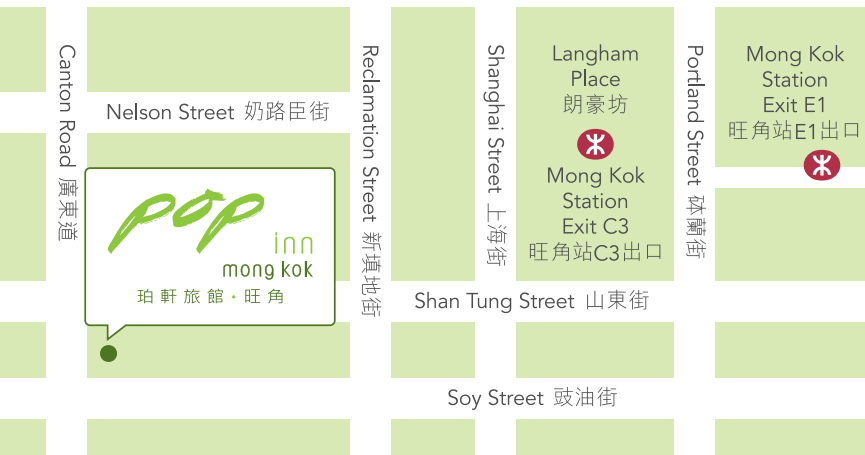 Canton Road 廣東道
Nelson Street 奶路臣街
pop
inn
mong kok
珀軒旅館·旺角
Reclamation Street 新填地街
Shanghai Street 上海街
Langham
Place
朗豪坊
Mong Kok
Station
Exit C3
旺角站C3出口
Portland Street 砵蘭街
Mong Kok
Station
Exit E1
旺角站E1出口
Shan Tung Street 山東街
Soy Street 豉油街